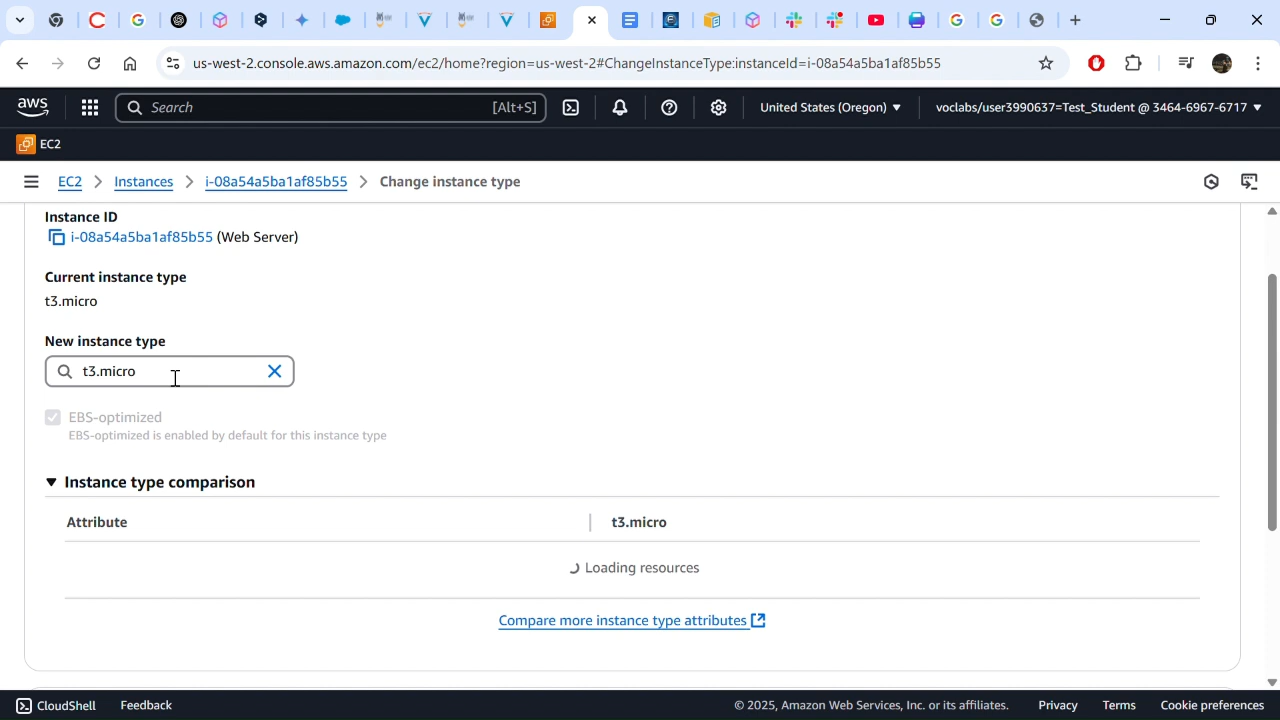 us-west-2.console.aws.amazon.com/ec2/home?region=us-west-2#ChangeInstanceType:instanceId=i-08a54a5ba1af85b55
aws
Search
[Alt+S]
United States (Oregon)
voclabs/user3990637=Test_Student @ 3464-6967-6717
EC2
EC2
Instances
i-08a54a5ba1af85b55
Change instance type
Instance ID
i-08a54a5ba1af85b55 (Web Server)
Current instance type
t3.micro
New instance type
t3.micro
EBS-optimized
EBS-optimized is enabled by default for this instance type
Instance type comparison
Attribute
t3.micro
Loading resources
Compare more instance type attributes
CloudShell
Feedback
© 2025, Amazon Web Services, Inc. or its affiliates.
Privacy
Terms
Cookie preferences